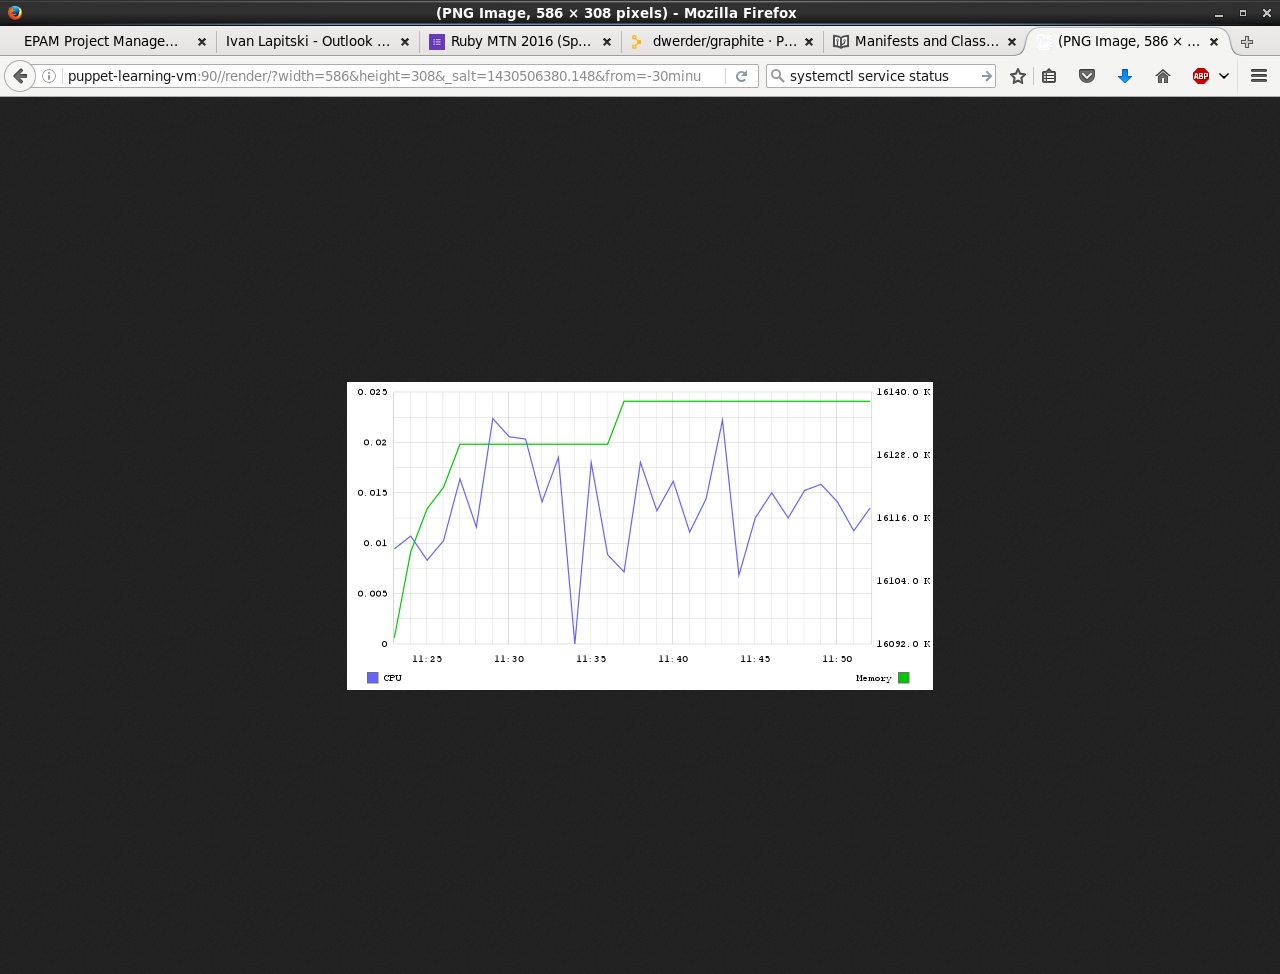 (PNG Image, 586 × 308 pixels) - Mozilla Firefox
EPAM Project Manage... Ivan Lapitski - Outlook ... Ruby MTN 2016 (Sp... dwerder/graphite · P... Manifests and Class... (PNG Image, 586 × ...
puppet-learning-vm:90//render/?width=586&height=308&_salt=1430506380.148&from=-30minu systemctl service status ABP
0.025 16140.0 K
0.02 16128.0 K
0.015 16116.0 K
0.01 16104.0 K
0.005
0 16092.0 K
11:25 11:30 11:35 11:40 11:45 11:50
CPU Memory